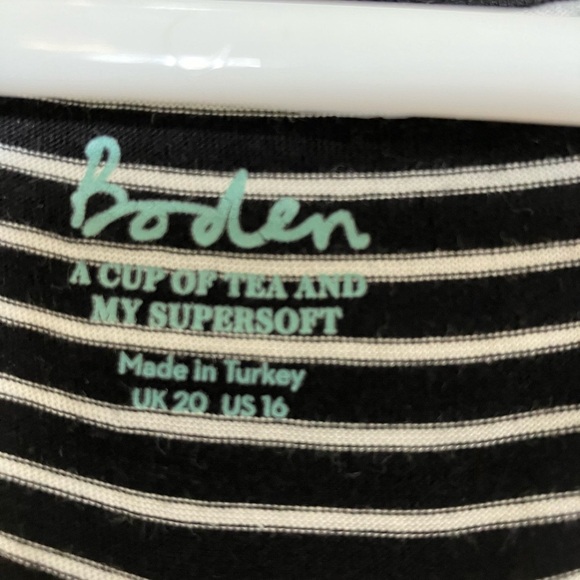 Boden
A CUP OF TEA AND
MY SUPERSOFT
Made in Turkey
UK 20 US 16